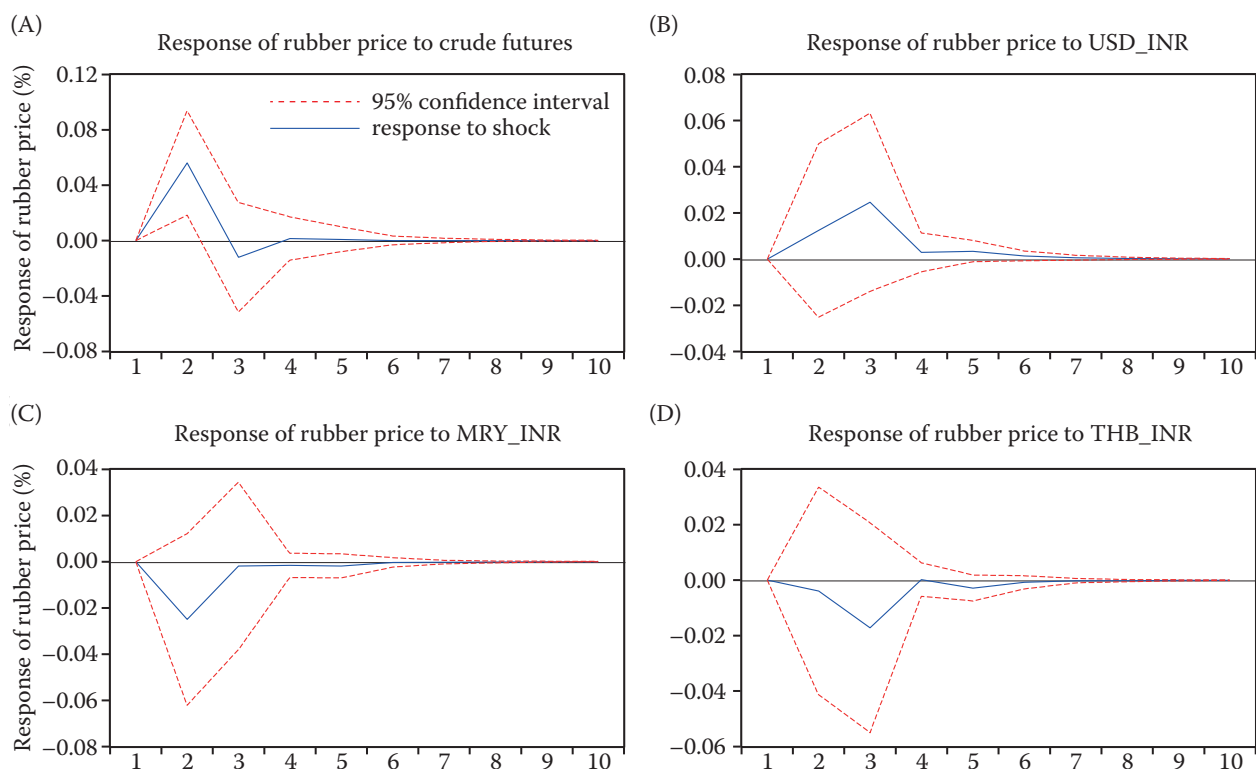 (A)
Response of rubber price to crude futures
Response of rubber price (%)
0.12
0.08
0.04
0.00
–0.04
–0.08
95% confidence interval
response to shock
1 2 3 4 5 6 7 8 9 10
(B)
Response of rubber price to USD_INR
0.08
0.06
0.04
0.02
0.00
–0.02
–0.04
1 2 3 4 5 6 7 8 9 10
(C)
Response of rubber price to MRY_INR
Response of rubber price (%)
0.04
0.02
0.00
–0.02
–0.04
–0.06
–0.08
1 2 3 4 5 6 7 8 9 10
(D)
Response of rubber price to THB_INR
0.04
0.02
0.00
–0.02
–0.04
–0.06
1 2 3 4 5 6 7 8 9 10